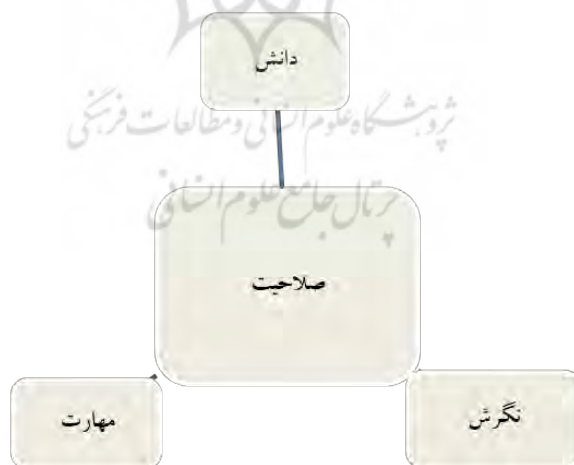 دانش
پژوهشگاه علوم انسانی و مطالعات فرهنگی
پرتال جامع علوم انسانی
صلاحیت
نگرش
مهارت